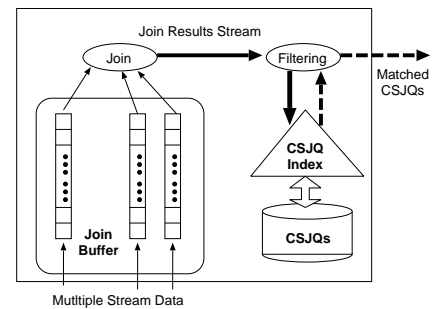 Join Results Stream
Join
Filtering
Matched
CSJQs
CSJQ
Index
Join
Buffer
CSJQs
Mutltiple Stream Data